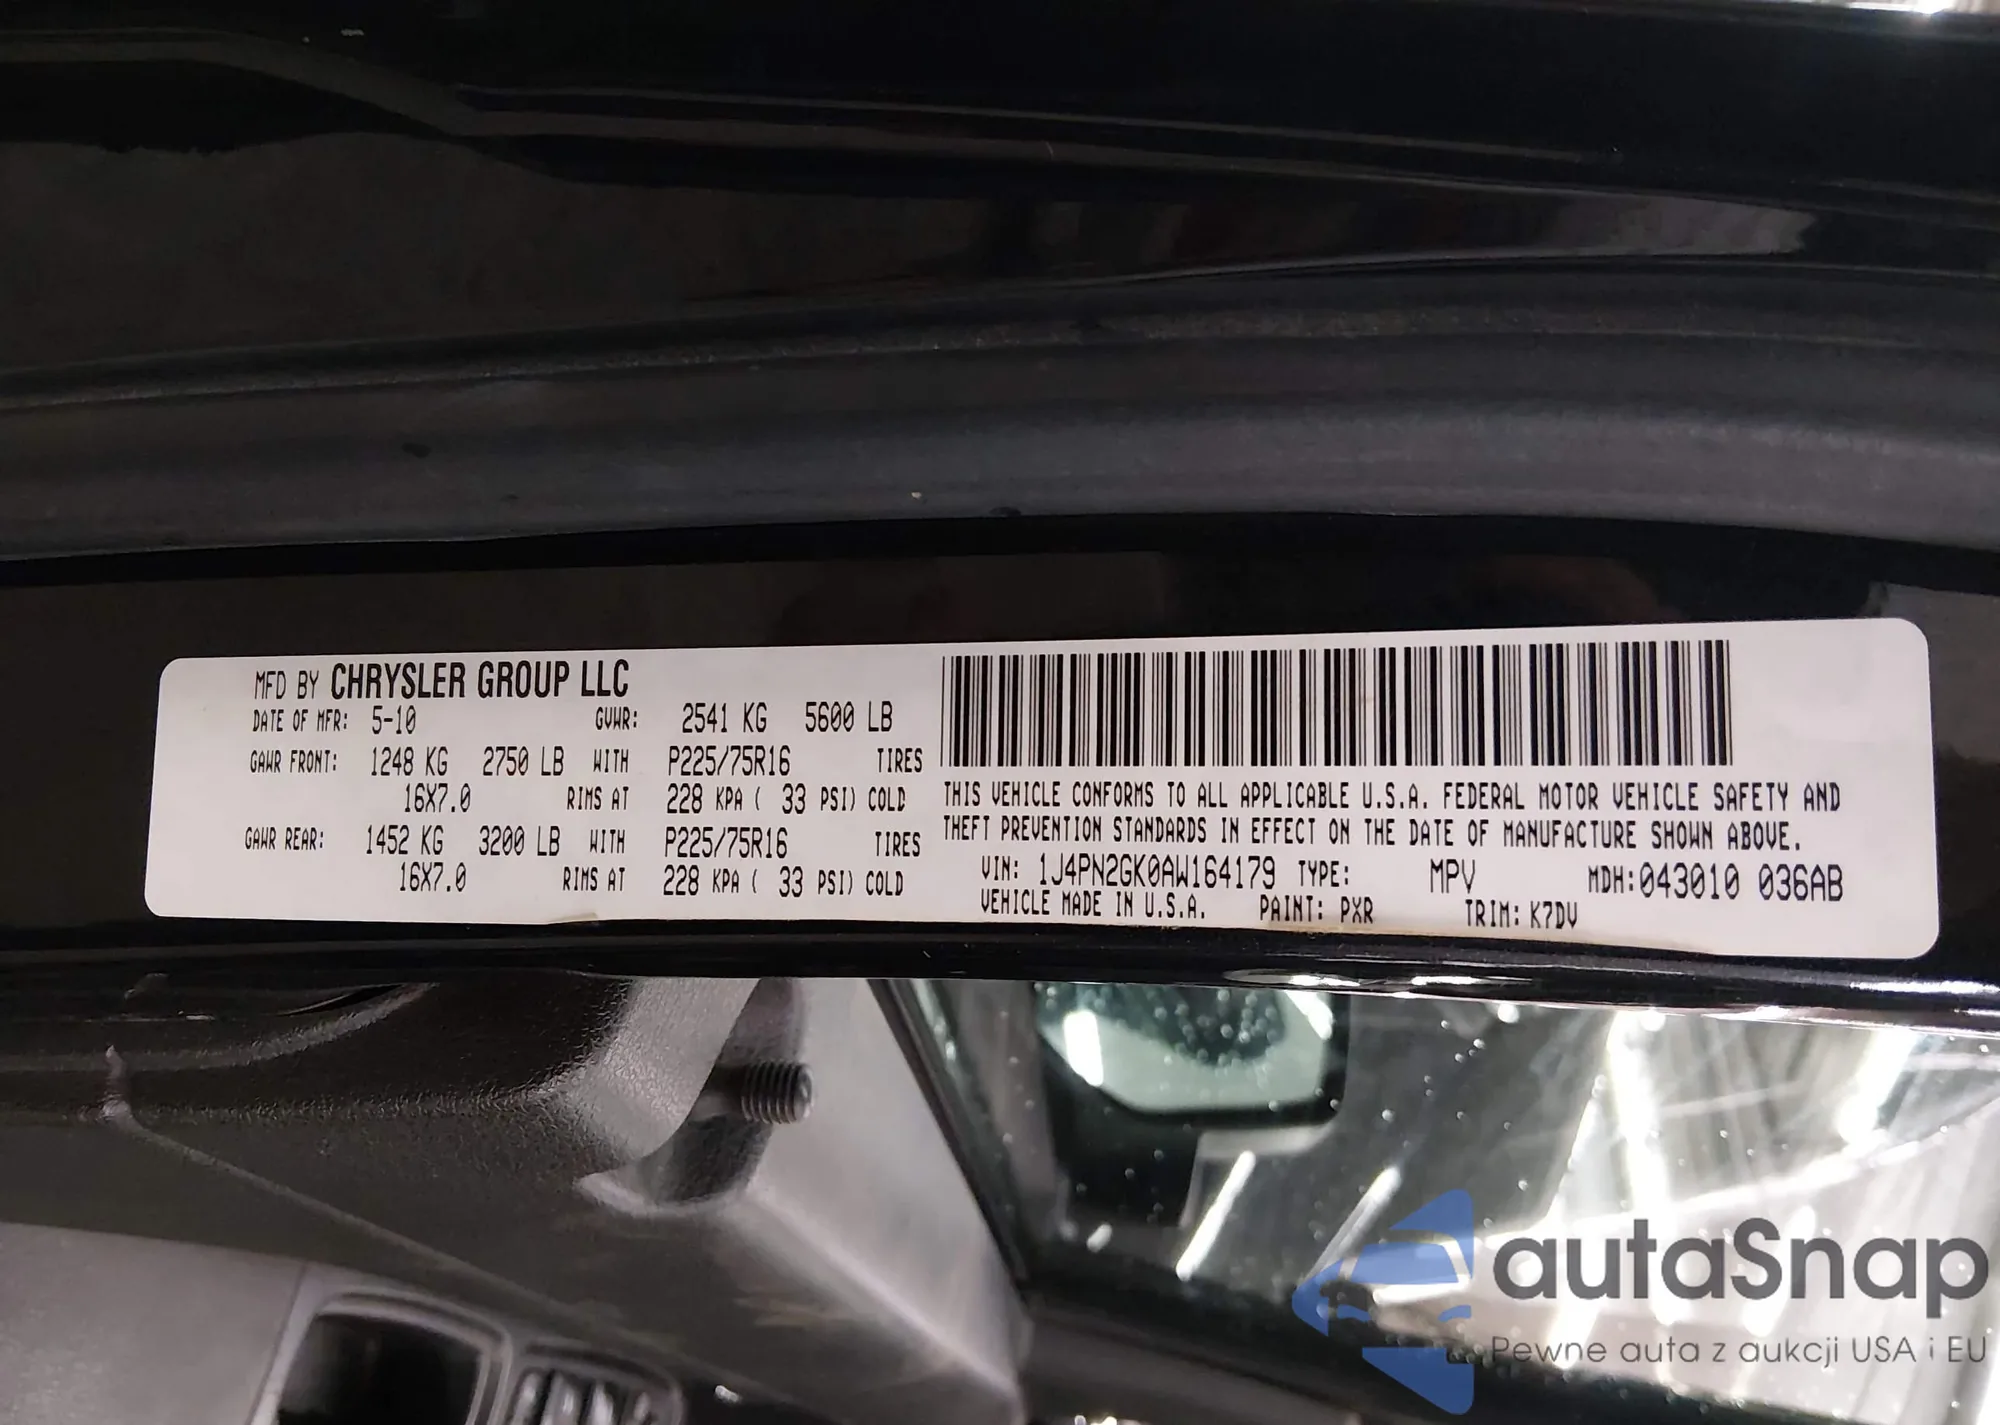 MFD BY CHRYSLER GROUP LLC
DATE OF MFR: 5-10 GVWR: 2541 KG 5600 LB
GAWR FRONT: 1248 KG 2750 LB WITH P225/75R16 TIRES
16X7.0 RIMS AT 228 KPA ( 33 PSI) COLD
GAWR REAR: 1452 KG 3200 LB WITH P225/75R16 TIRES
16X7.0 RIMS AT 228 KPA ( 33 PSI) COLD
THIS VEHICLE CONFORMS TO ALL APPLICABLE U.S.A. FEDERAL MOTOR VEHICLE SAFETY AND
THEFT PREVENTION STANDARDS IN EFFECT ON THE DATE OF MANUFACTURE SHOWN ABOVE.
VIN: 1J4PN2GK0AW164179 TYPE: MPV MDH:043010 036AB
VEHICLE MADE IN U.S.A. PAINT: PXR TRIM: K7DV
autaSnap
Pewne auta z aukcji USA i EU